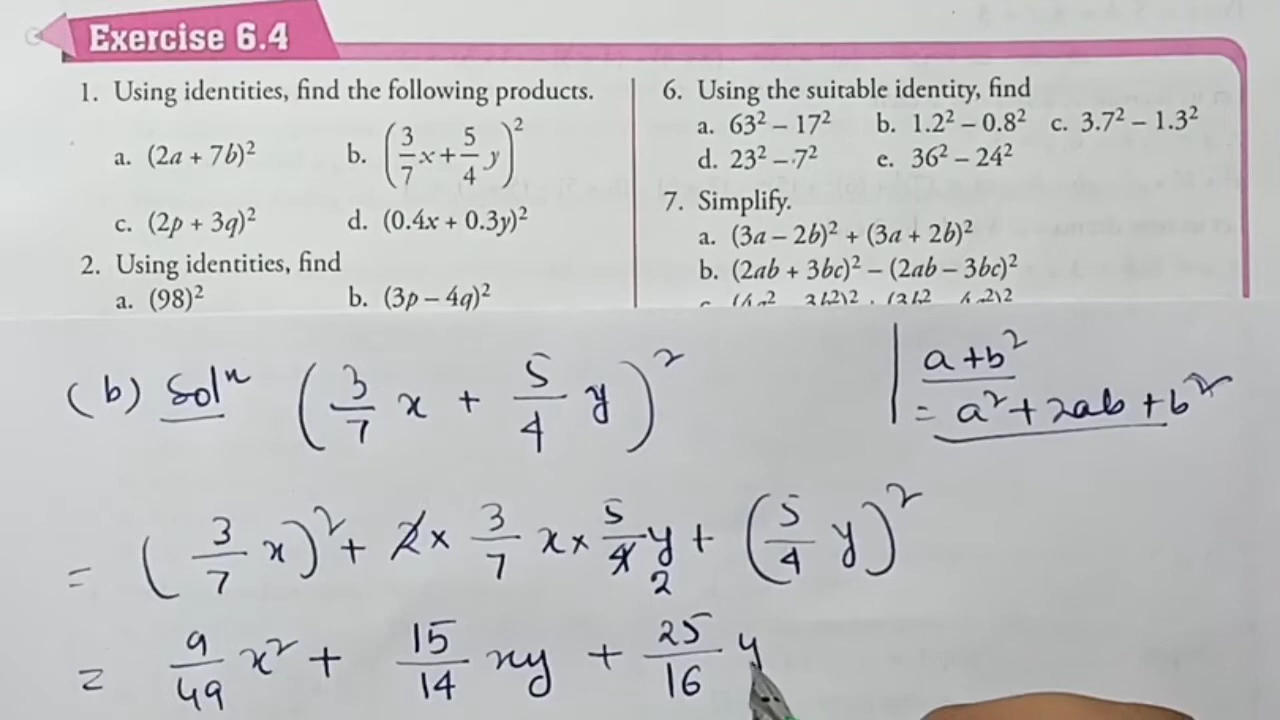 Exercise 6.4
1. Using identities, find the following products.
a. (2a + 7b)²
b. (3/7 x + 5/4 y)²
c. (2p + 3q)²
d. (0.4x + 0.3y)²
2. Using identities, find
a. (98)²
b. (3p – 4q)²
6. Using the suitable identity, find
a. 63² – 17² b. 1.2² – 0.8² c. 3.7² – 1.3²
d. 23² – 7² e. 36² – 24²
7. Simplify.
a. (3a – 2b)² + (3a + 2b)²
b. (2ab + 3bc)² – (2ab – 3bc)²
(b) Solⁿ (3/7 x + 5/4 y)²
a+b²
= a² + 2ab + b²
= (3/7 x)² + 2 × 3/7 x × 5/4 y + (5/4 y)²
2
= 9/49 x² + 15/14 xy + 25/16 y